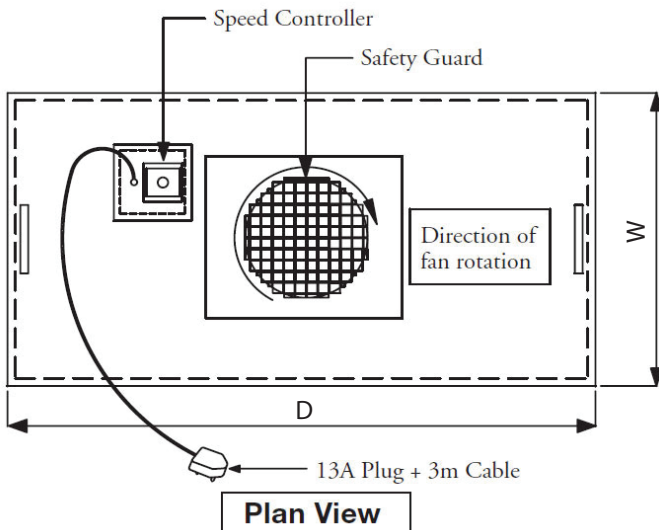 Speed Controller
Safety Guard
Direction of
fan rotation
W
D
13A Plug + 3m Cable
Plan View